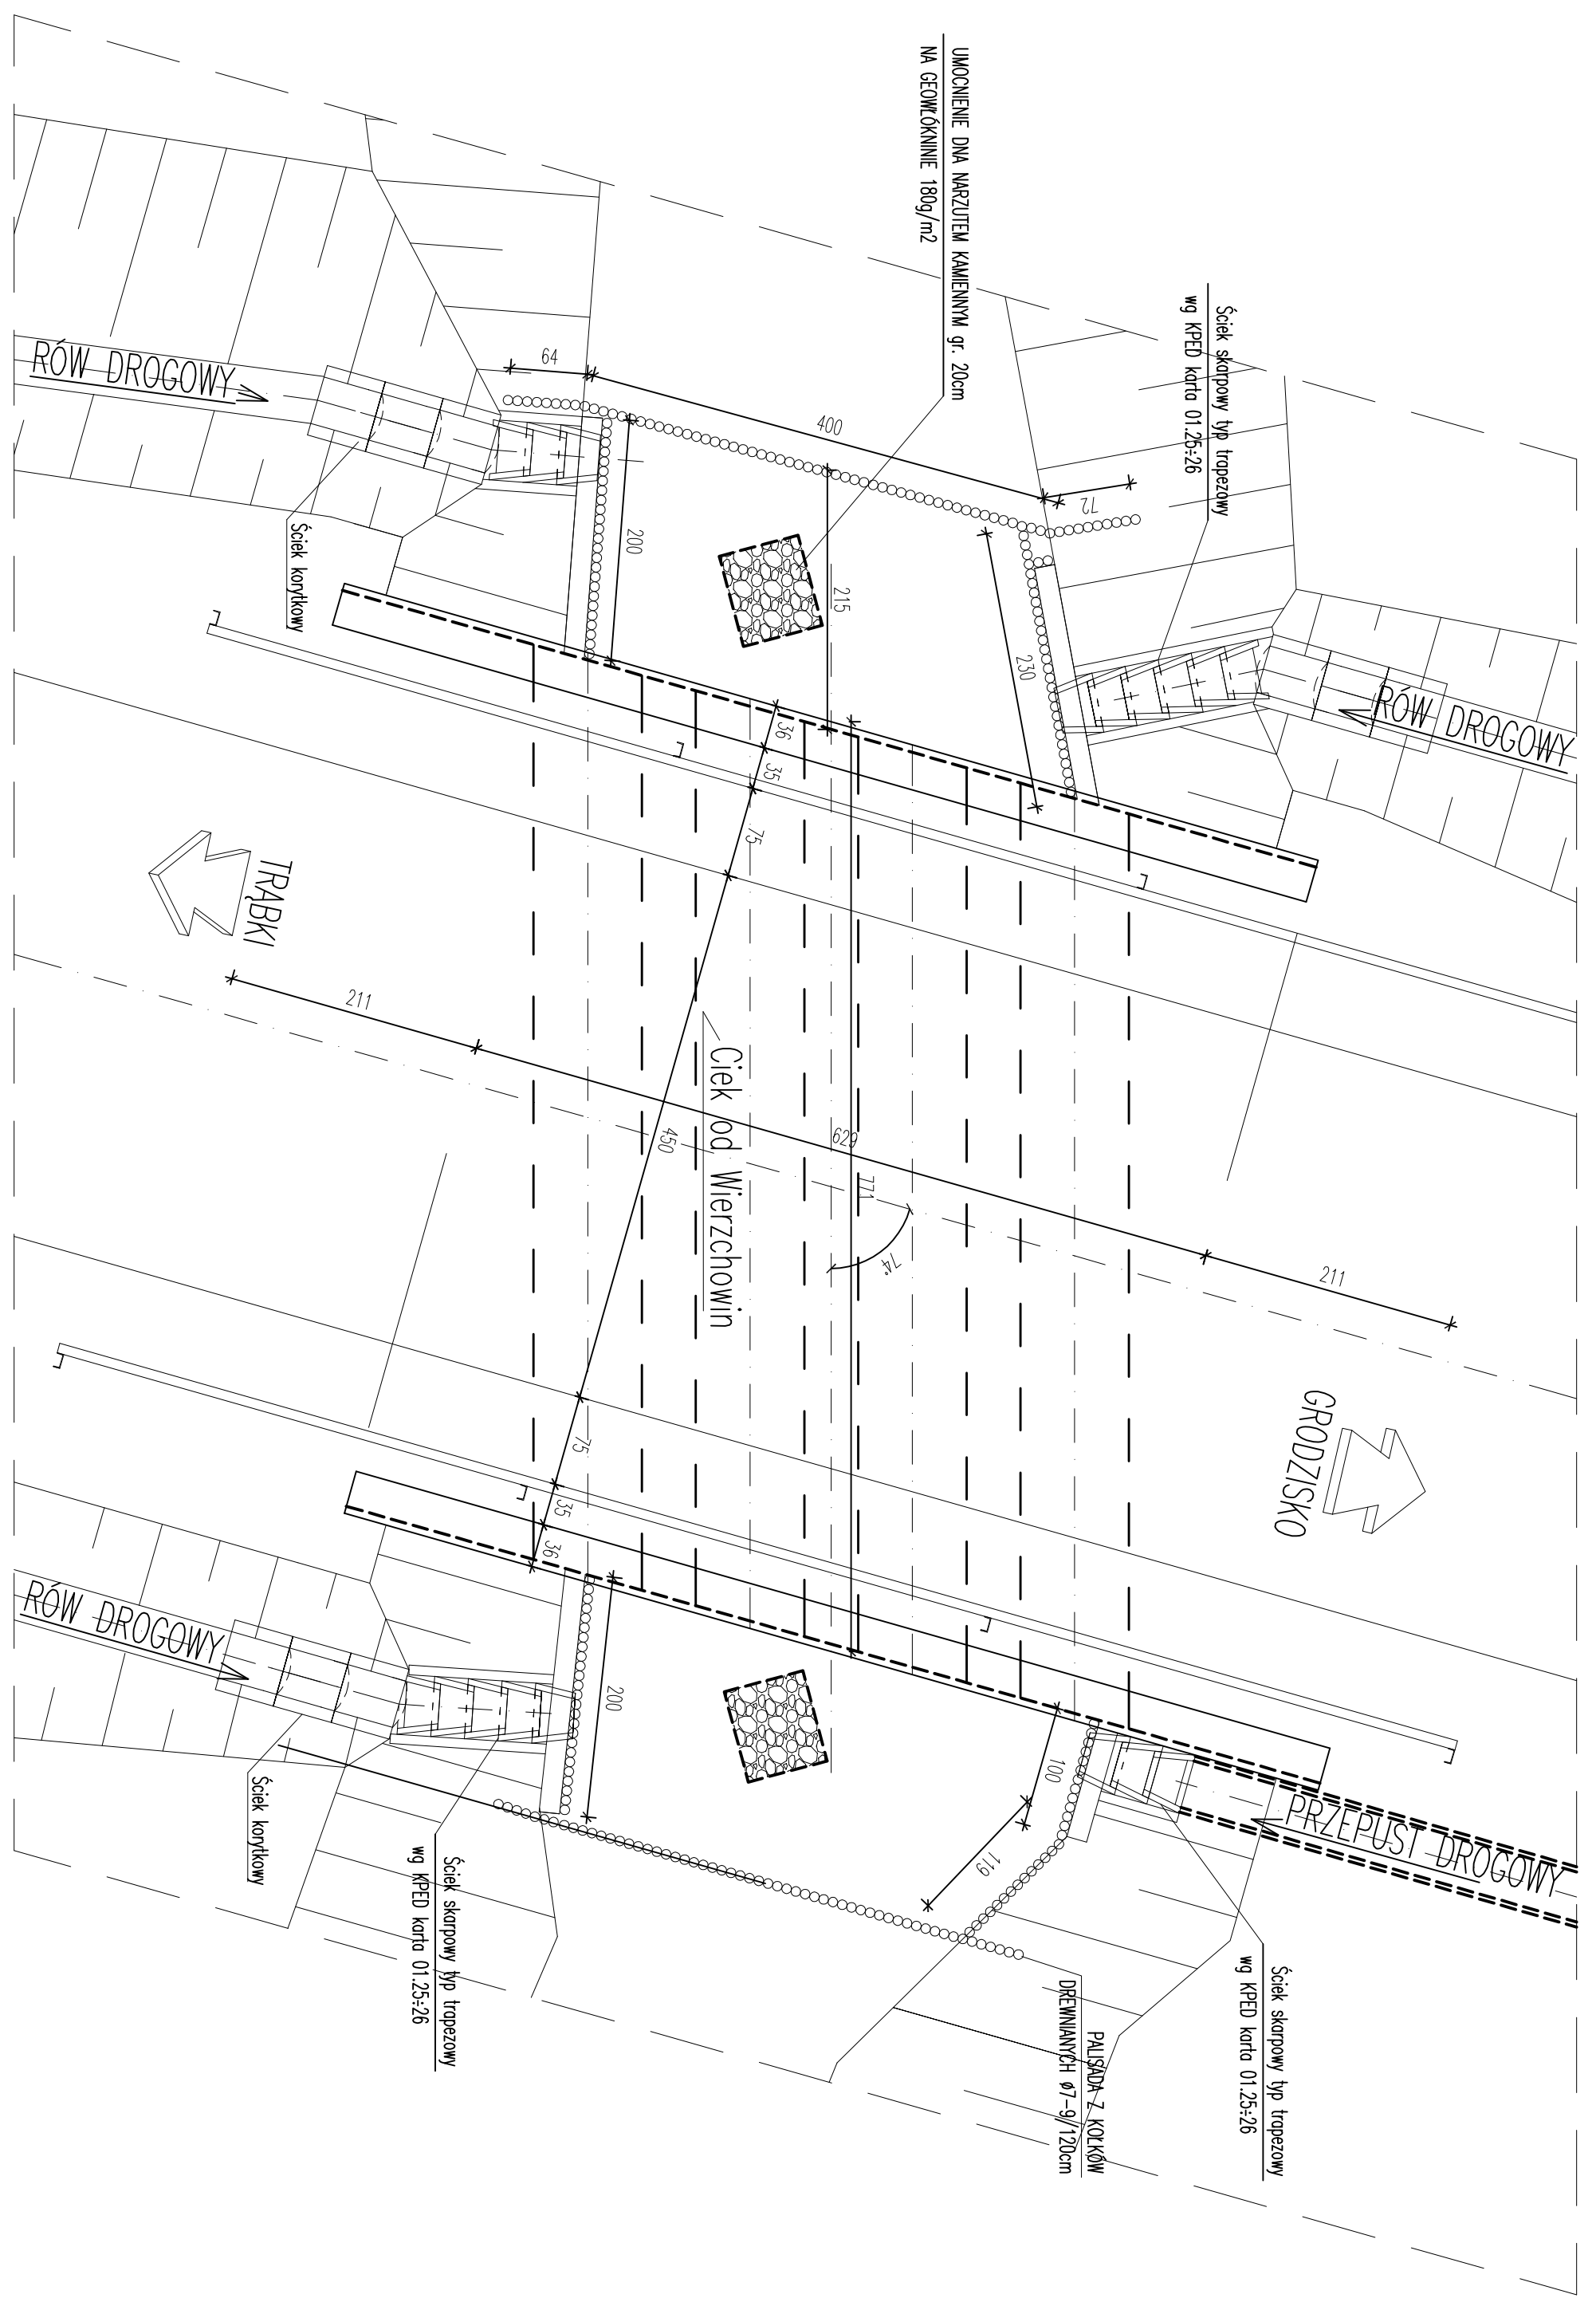 UMOCNIENIE DNA NARZUTEM KAMIENNYM gr. 20cm
NA GEOWŁÓKNINIE 180g/m2
Ściek skarpowy typ trapezowy
wg KPED karta 01.25÷26
RÓW DROGOWY
64
400
72
200
215
230
Ściek korytkowy
RÓW DROGOWY
36
35
75
TRĄBKI
211
450
Ciek od Wierzchowin
629
771
74°
211
GRODZISKO
75
35
36
RÓW DROGOWY
200
100
119
PRZEPUST DROGOWY
Ściek korytkowy
Ściek skarpowy typ trapezowy
wg KPED karta 01.25÷26
PALISADA Z KOŁKÓW
DREWNIANYCH ø7-9/120cm
Ściek skarpowy typ trapezowy
wg KPED karta 01.25÷26